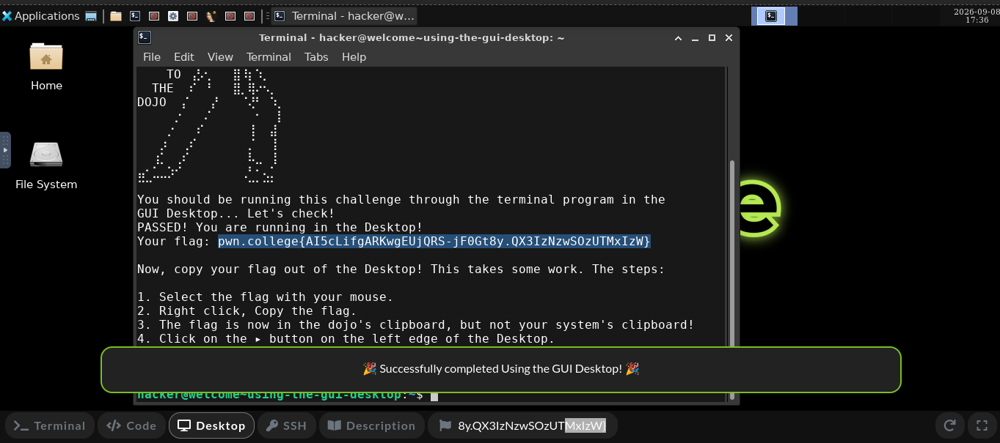 Applications
Terminal - hacker@w...
2026-09-08
17:36
Terminal - hacker@welcome~using-the-gui-desktop: ~
File Edit View Terminal Tabs Help
Home
File System
TO
THE
DOJO
e
You should be running this challenge through the terminal program in the
GUI Desktop... Let's check!
PASSED! You are running in the Desktop!
Your flag: pwn.college{AI5cLifgARKwgEUjQRS-jF0Gt8y.QX3IzNzwSOzUTMxIzW}
Now, copy your flag out of the Desktop! This takes some work. The steps:
1. Select the flag with your mouse.
2. Right click, Copy the flag.
3. The flag is now in the dojo's clipboard, but not your system's clipboard!
4. Click on the ▸ button on the left edge of the Desktop.
🎉 Successfully completed Using the GUI Desktop! 🎉
hacker@welcome~using-the-gui-desktop:~$
Terminal Code Desktop SSH Description 8y.QX3IzNzwSOzUTMxIzW}